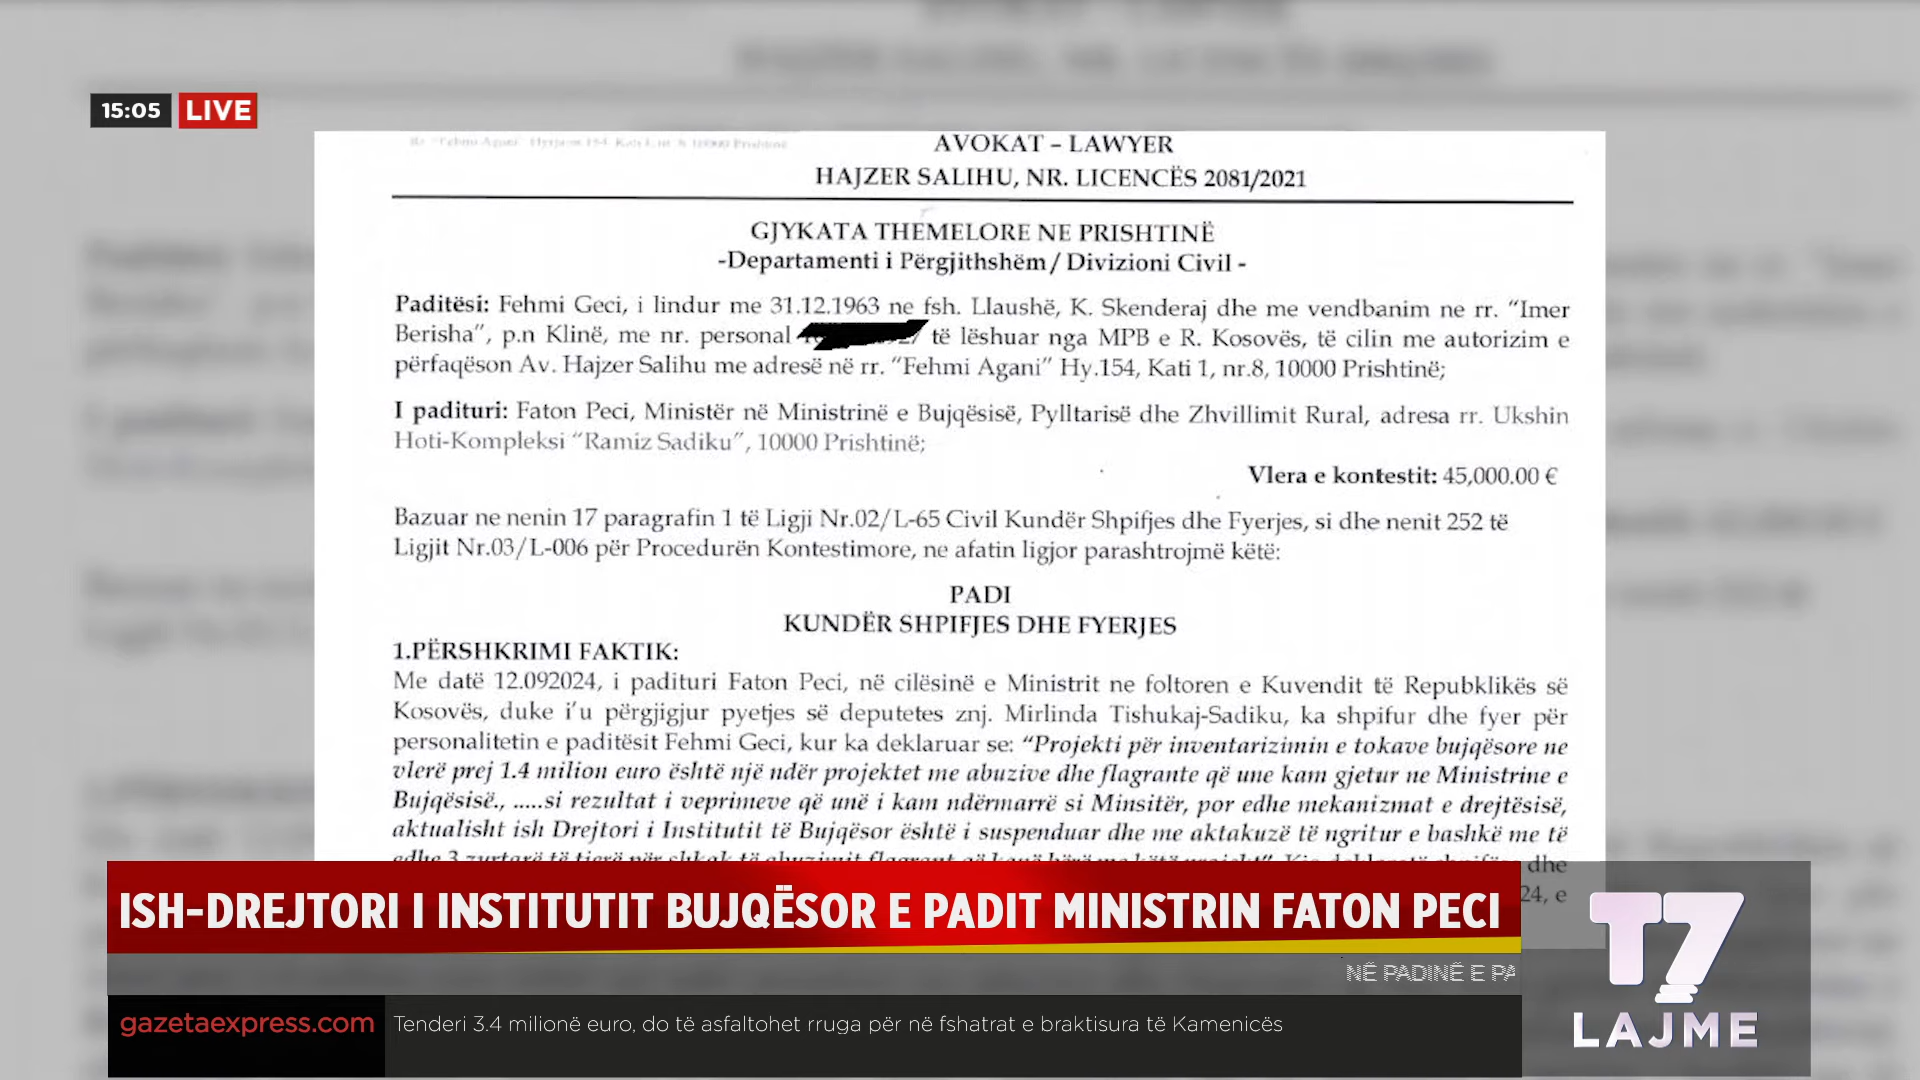 15:05 LIVE
AVOKAT – LAWYER
HAJZER SALIHU, NR. LICENCËS 2081/2021
GJYKATA THEMELORE NE PRISHTINË
-Departamenti i Përgjithshëm / Divizioni Civil -
Paditësi: Fehmi Geci, i lindur me 31.12.1963 ne fsh. Llaushë, K. Skenderaj dhe me vendbanim ne rr. “Imer
Berisha”, p.n Klinë, me nr. personal të lëshuar nga MPB e R. Kosovës, të cilin me autorizim e
përfaqëson Av. Hajzer Salihu me adresë në rr. “Fehmi Agani” Hy.154, Kati 1, nr.8, 10000 Prishtinë;
I padituri: Faton Peci, Ministër në Ministrinë e Bujqësisë, Pylltarisë dhe Zhvillimit Rural, adresa rr. Ukshin
Hoti-Kompleksi “Ramiz Sadiku”, 10000 Prishtinë;
Vlera e kontestit: 45,000.00 €
Bazuar ne nenin 17 paragrafin 1 të Ligji Nr.02/L-65 Civil Kundër Shpifjes dhe Fyerjes, si dhe nenit 252 të
Ligjit Nr.03/L-006 për Procedurën Kontestimore, ne afatin ligjor parashtrojmë këtë:
PADI
KUNDËR SHPIFJES DHE FYERJES
1.PËRSHKRIMI FAKTIK:
Me datë 12.092024, i padituri Faton Peci, në cilësinë e Ministrit ne foltoren e Kuvendit të Republikës së
Kosovës, duke i’u përgjigjur pyetjes së deputetes znj. Mirlinda Tishukaj-Sadiku, ka shpifur dhe fyer për
personalitetin e paditësit Fehmi Geci, kur ka deklaruar se: “Projekti për inventarizimin e tokave bujqësore ne
vlerë prej 1.4 milion euro është një ndër projektet me abuzive dhe flagrante që une kam gjetur ne Ministrine e
Bujqësisë., .....si rezultat i veprimeve që unë i kam ndërmarrë si Minsitër, por edhe mekanizmat e drejtësisë,
aktualisht ish Drejtori i Institutit të Bujqësor është i suspenduar dhe me aktakuzë të ngritur e bashkë me të
dhe
24, e
ISH-DREJTORI I INSTITUTIT BUJQËSOR E PADIT MINISTRIN FATON PECI
NË PADINË E PA
gazetaexpress.com Tenderi 3.4 milionë euro, do të asfaltohet rruga për në fshatrat e braktisura të Kamenicës
T7
LAJME